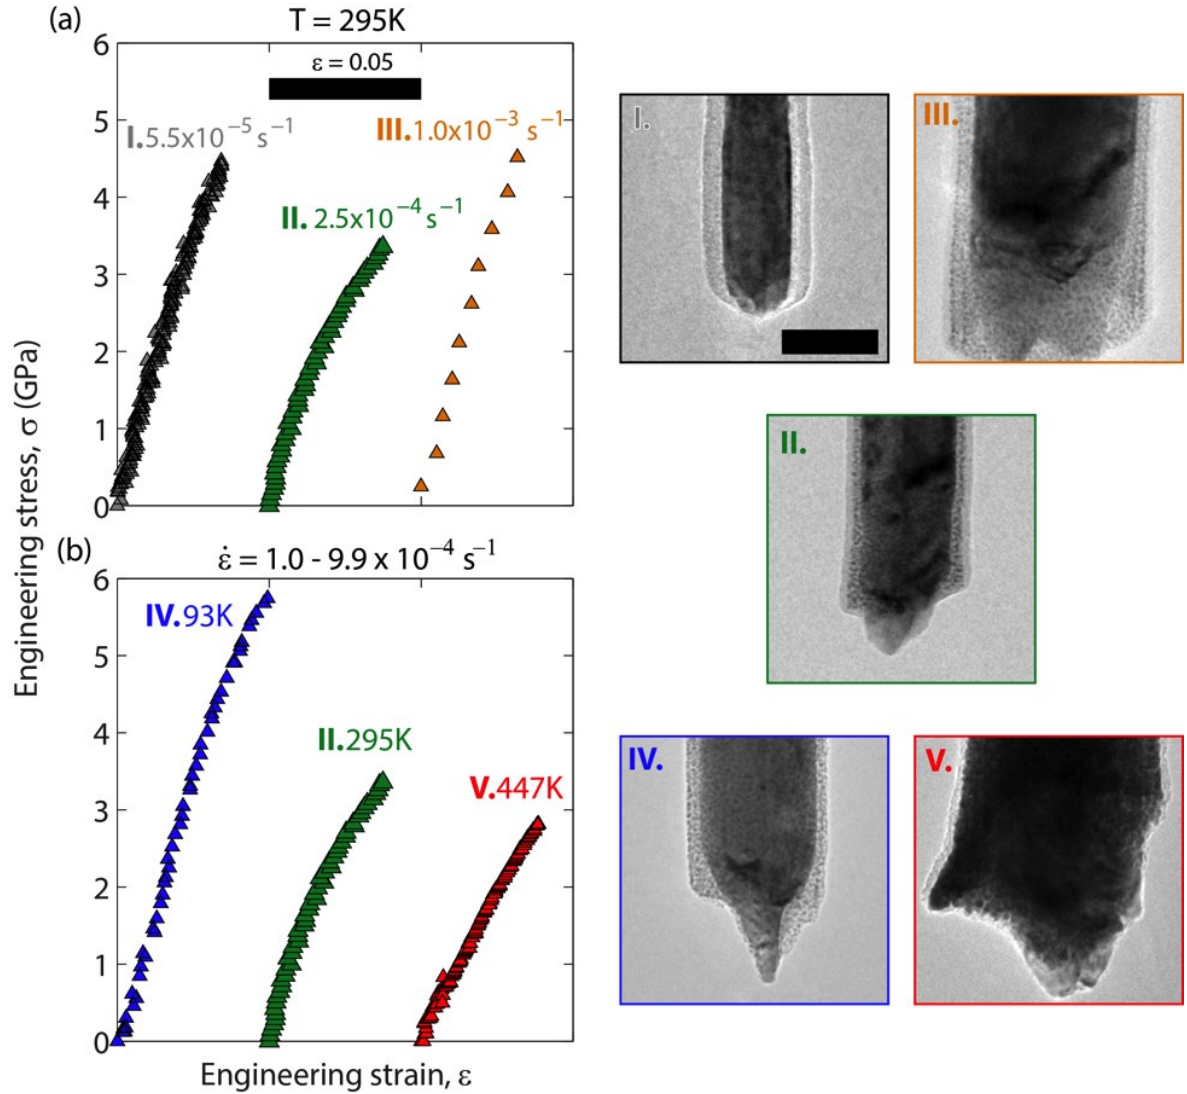 (a)
T = 295K
6
5
4
3
2
1
0
ε = 0.05
I.5.5x10⁻⁵ s⁻¹
II. 2.5x10⁻⁴ s⁻¹
III.1.0x10⁻³ s⁻¹
Engineering stress, σ (GPa)
(b)
ε̇ = 1.0 - 9.9 x 10⁻⁴ s⁻¹
6
5
4
3
2
1
0
IV.93K
II.295K
V.447K
Engineering strain, ε
I.
III.
II.
IV.
V.